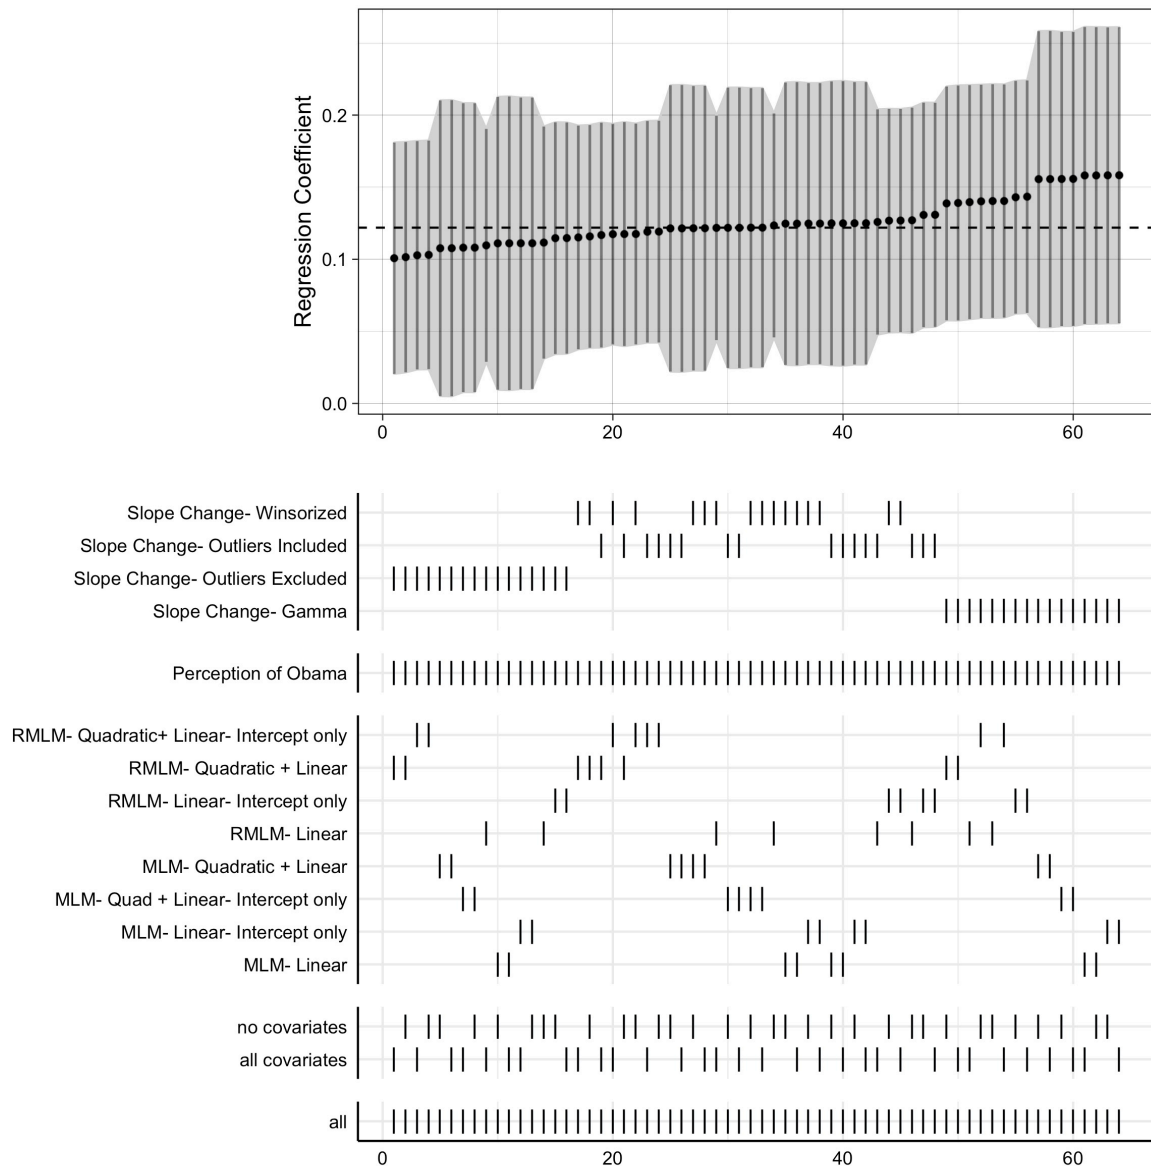 Regression Coefficient
0.2
0.1
0.0
0 20 40 60
Slope Change- Winsorized
Slope Change- Outliers Included
Slope Change- Outliers Excluded
Slope Change- Gamma
Perception of Obama
RMLM- Quadratic+ Linear- Intercept only
RMLM- Quadratic + Linear
RMLM- Linear- Intercept only
RMLM- Linear
MLM- Quadratic + Linear
MLM- Quad + Linear- Intercept only
MLM- Linear- Intercept only
MLM- Linear
no covariates
all covariates
all
0 20 40 60